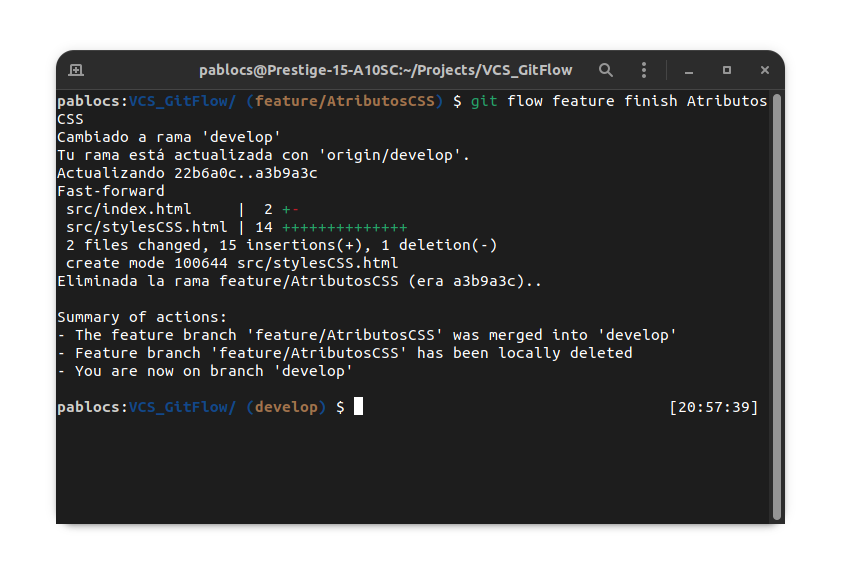 pablocs@Prestige-15-A10SC:~/Projects/VCS_GitFlow
pablocs:VCS_GitFlow/ (feature/AtributosCSS) $ git flow feature finish Atributos
CSS
Cambiado a rama 'develop'
Tu rama está actualizada con 'origin/develop'.
Actualizando 22b6a0c..a3b9a3c
Fast-forward
 src/index.html     |  2 +-
 src/stylesCSS.html | 14 ++++++++++++++
 2 files changed, 15 insertions(+), 1 deletion(-)
 create mode 100644 src/stylesCSS.html
Eliminada la rama feature/AtributosCSS (era a3b9a3c)..
Summary of actions:
- The feature branch 'feature/AtributosCSS' was merged into 'develop'
- Feature branch 'feature/AtributosCSS' has been locally deleted
- You are now on branch 'develop'
pablocs:VCS_GitFlow/ (develop) $ [20:57:39]